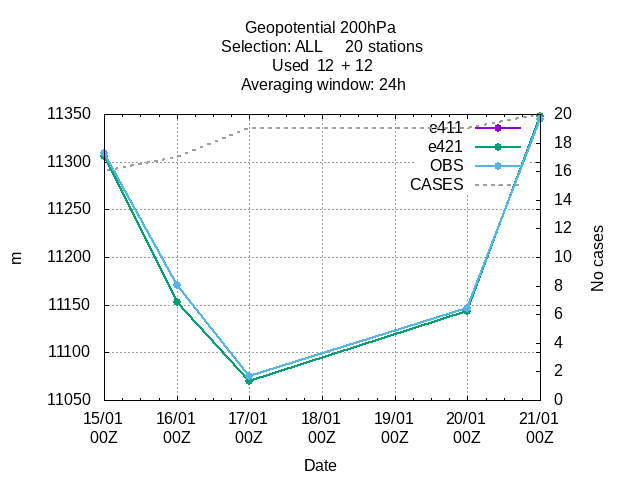 Geopotential 200hPa
Selection: ALL 20 stations
Used 12 + 12
Averaging window: 24h
11350
11300
11250
11200
11150
11100
11050
m
20
18
16
14
12
10
8
6
4
2
0
No cases
e411
e421
OBS
CASES
15/01 16/01 17/01 18/01 19/01 20/01 21/01
00Z 00Z 00Z 00Z 00Z 00Z 00Z
Date